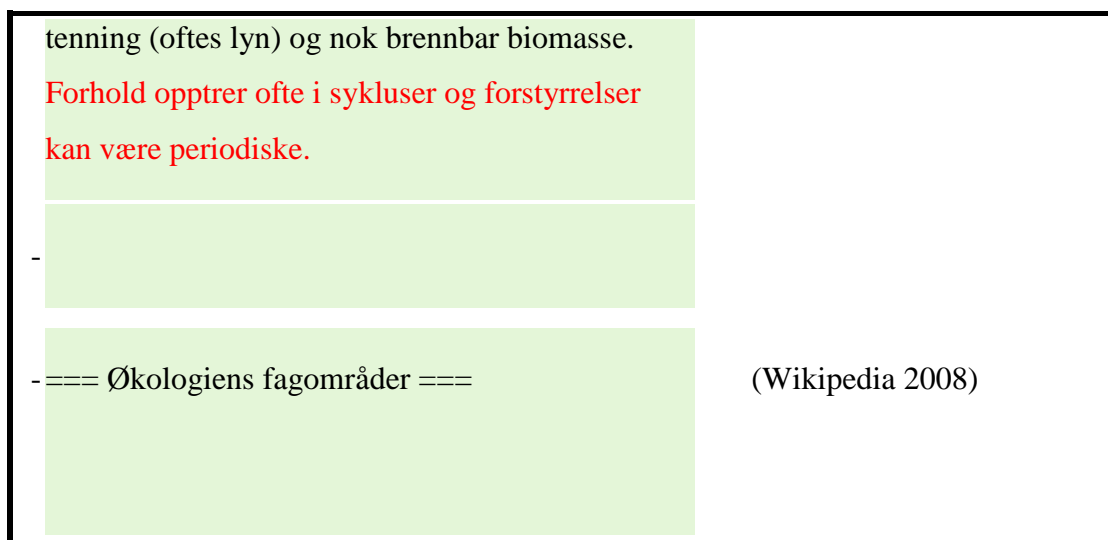 tenning (oftes lyn) og nok brennbar biomasse.
Forhold opptrer ofte i sykluser og forstyrrelser
kan være periodiske.
-
-=== Økologiens fagområder === (Wikipedia 2008)